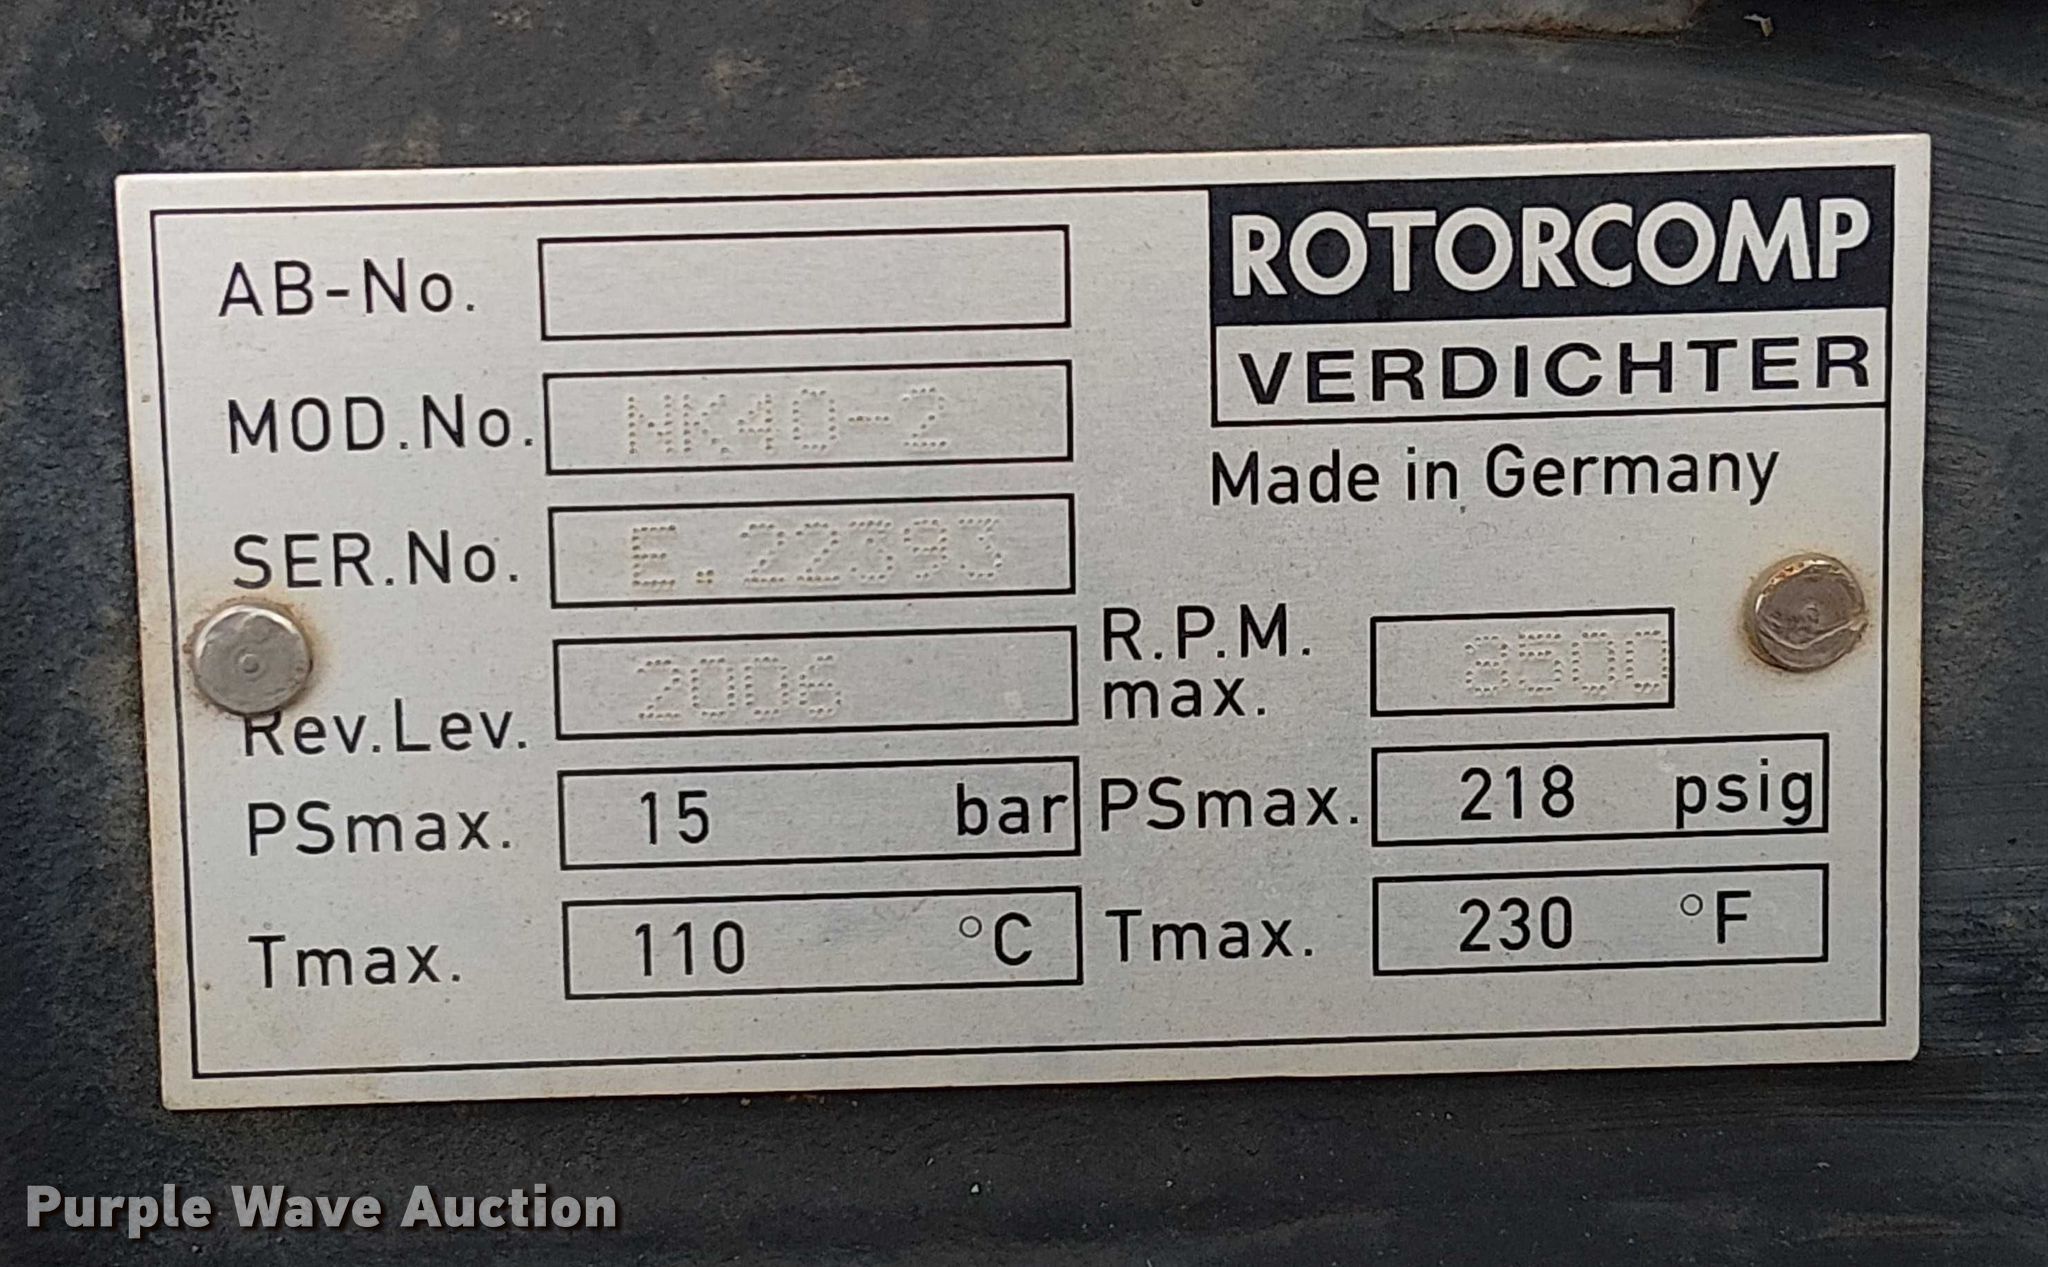 ROTORCOMP
VERDICHTER
Made in Germany
AB-No.
MOD.No. NK40-2
SER.No. E.22393
Rev.Lev. 2006 R.P.M. max. 8500
PSmax. 15 bar PSmax. 218 psig
Tmax. 110 °C Tmax. 230 °F
Purple Wave Auction